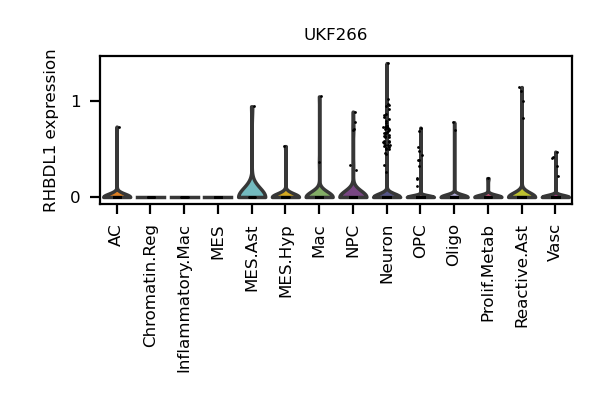 UKF266
RHBDL1 expression
1
0
AC
Chromatin.Reg
Inflammatory.Mac
MES
MES.Ast
MES.Hyp
Mac
NPC
Neuron
OPC
Oligo
Prolif.Metab
Reactive.Ast
Vasc